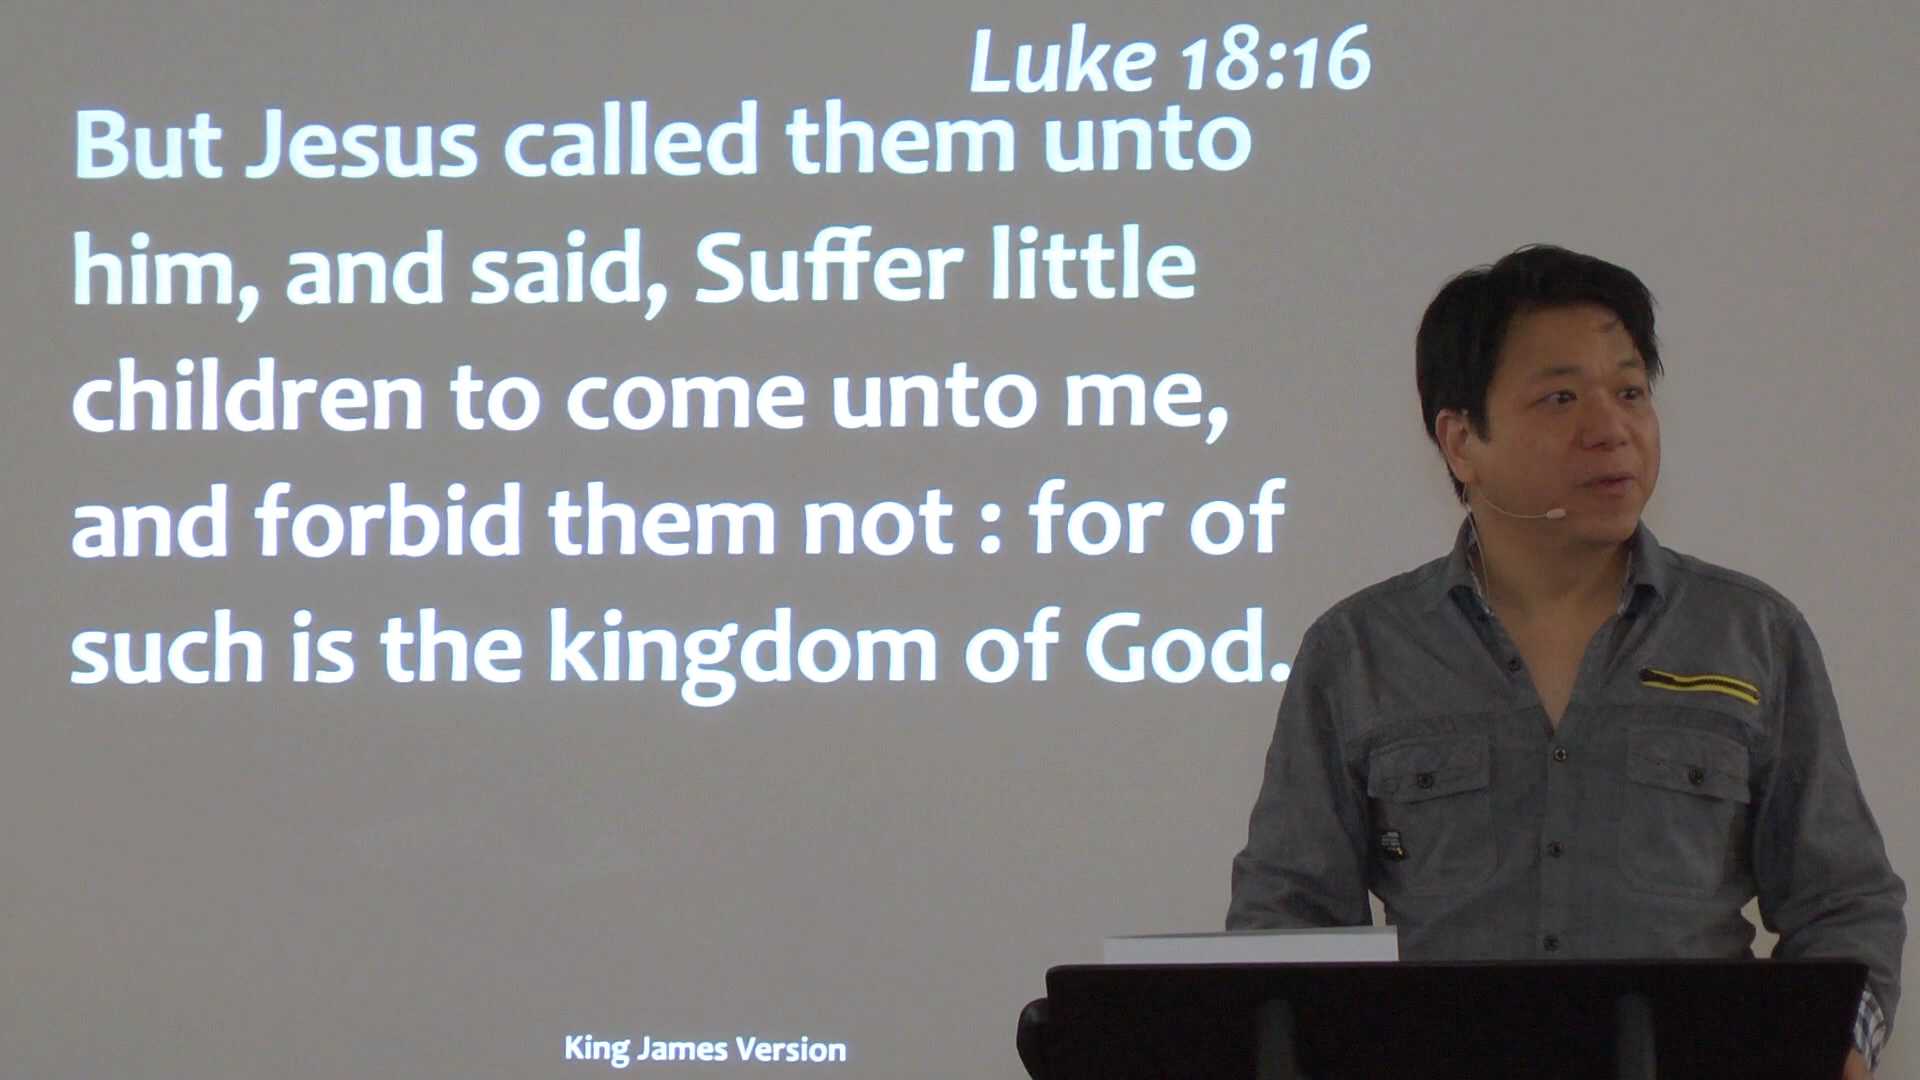 Luke 18:16
But Jesus called them unto
him, and said, Suffer little
children to come unto me,
and forbid them not : for of
such is the kingdom of God.
King James Version